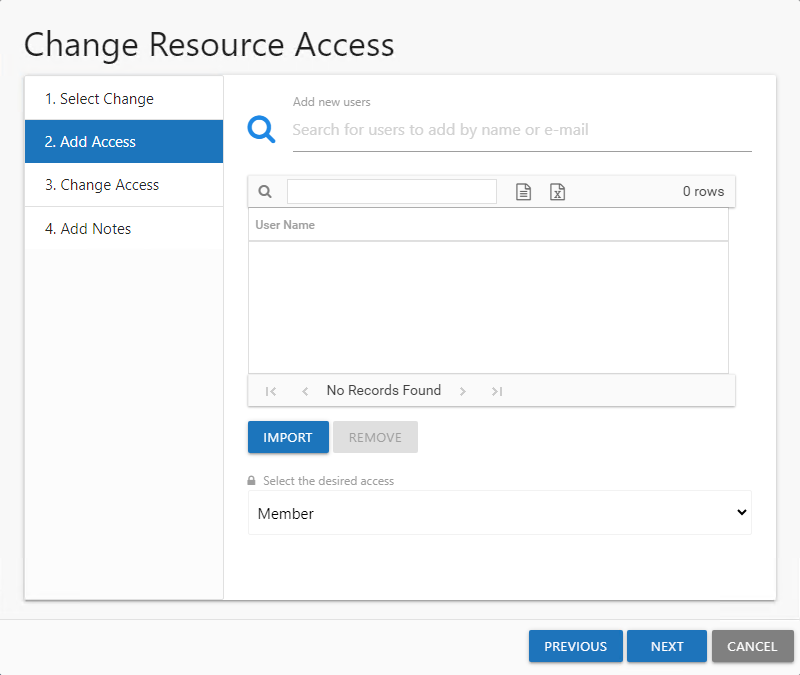 Change Resource Access
1. Select Change
2. Add Access
3. Change Access
4. Add Notes
Add new users
Search for users to add by name or e-mail
0 rows
User Name
No Records Found
IMPORT
REMOVE
Select the desired access
Member
PREVIOUS
NEXT
CANCEL